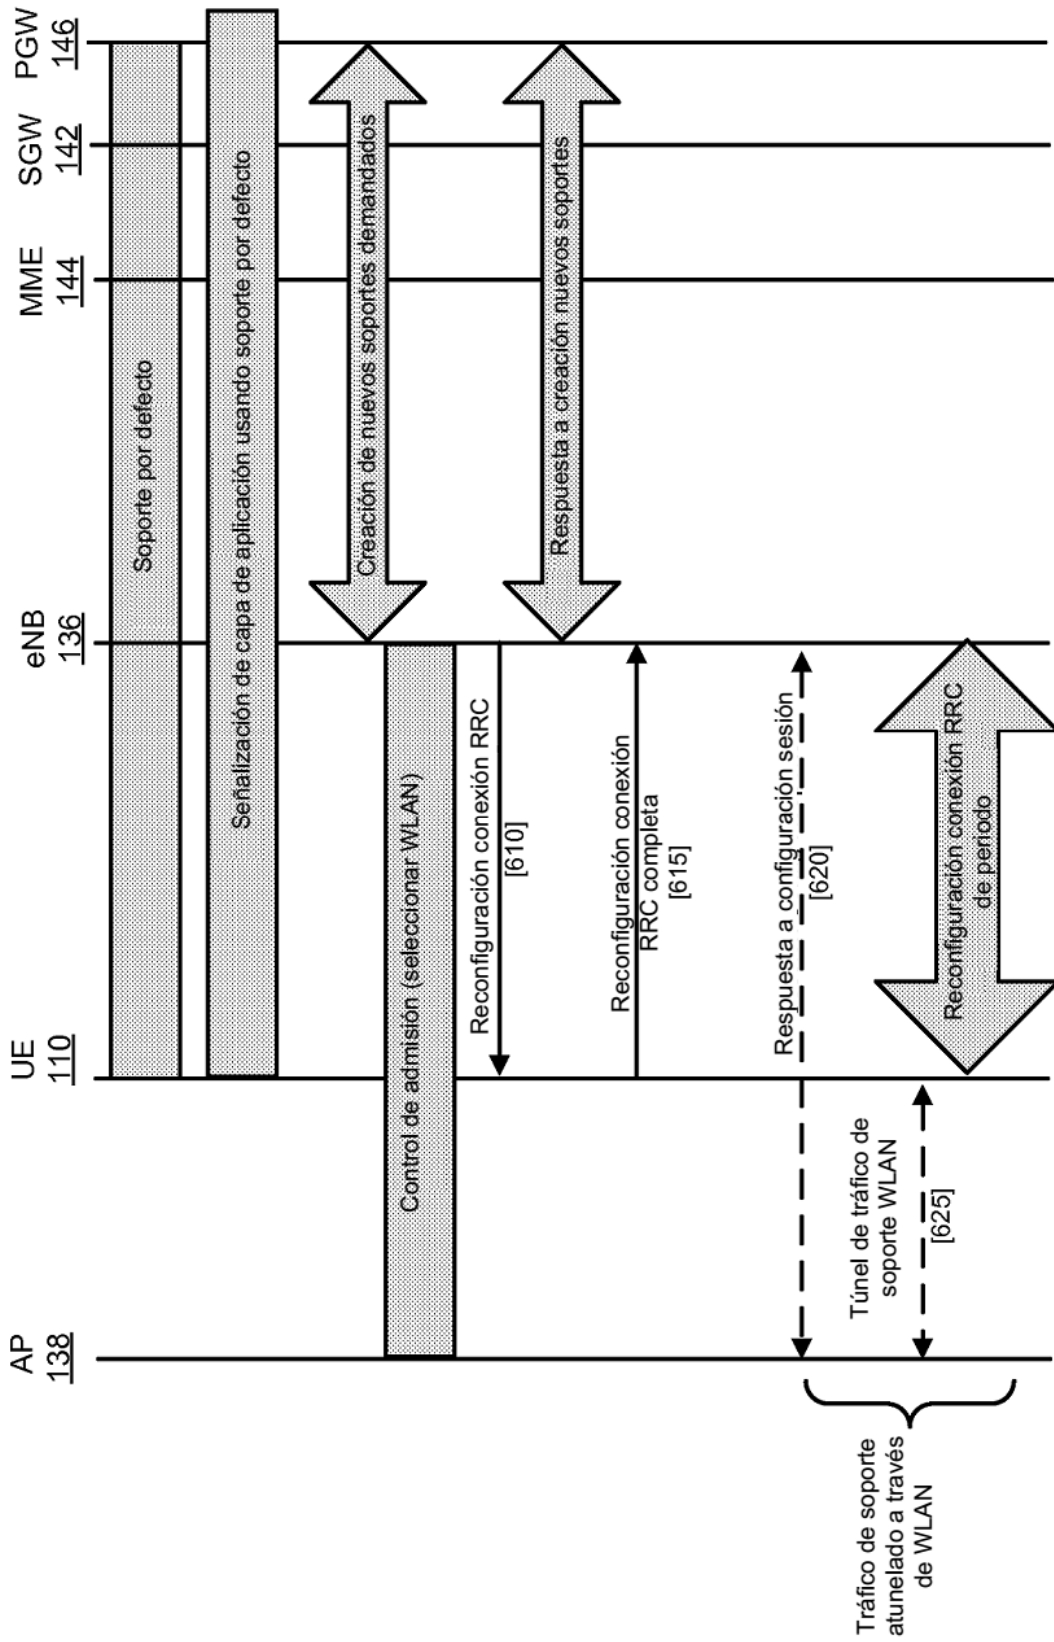 AP
138
UE
110
eNB
136
MME
144
SGW
142
PGW
146
Soporte por defecto
Señalización de capa de aplicación usando soporte por defecto
Creación de nuevos soportes demandados
Control de admisión (seleccionar WLAN)
Reconfiguración conexión RRC
[610]
Respuesta a creación nuevos soportes
Reconfiguración conexión
RRC completa
[615]
Respuesta a configuración sesión
[620]
Túnel de tráfico de
soporte WLAN
[625]
Reconfiguración conexión RRC
de periodo
Tráfico de soporte
atunelado a través
de WLAN